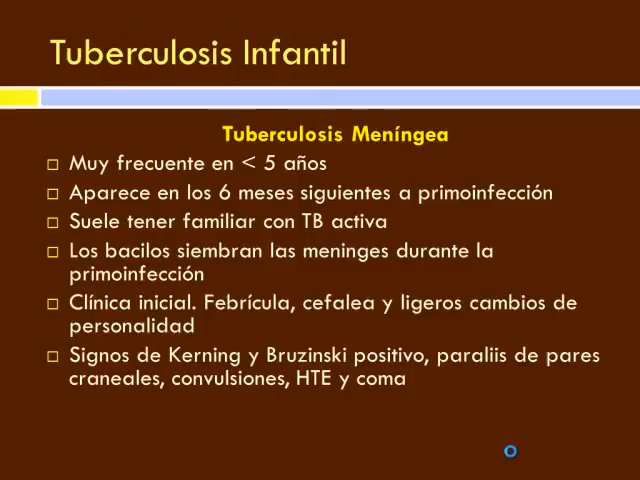 Tuberculosis Infantil
Tuberculosis Meníngea
Muy frecuente en < 5 años
Aparece en los 6 meses siguientes a primoinfección
Suele tener familiar con TB activa
Los bacilos siembran las meninges durante la
primoinfección
Clínica inicial. Febrícula, cefalea y ligeros cambios de
personalidad
Signos de Kerning y Bruzinski positivo, paraliis de pares
craneales, convulsiones, HTE y coma